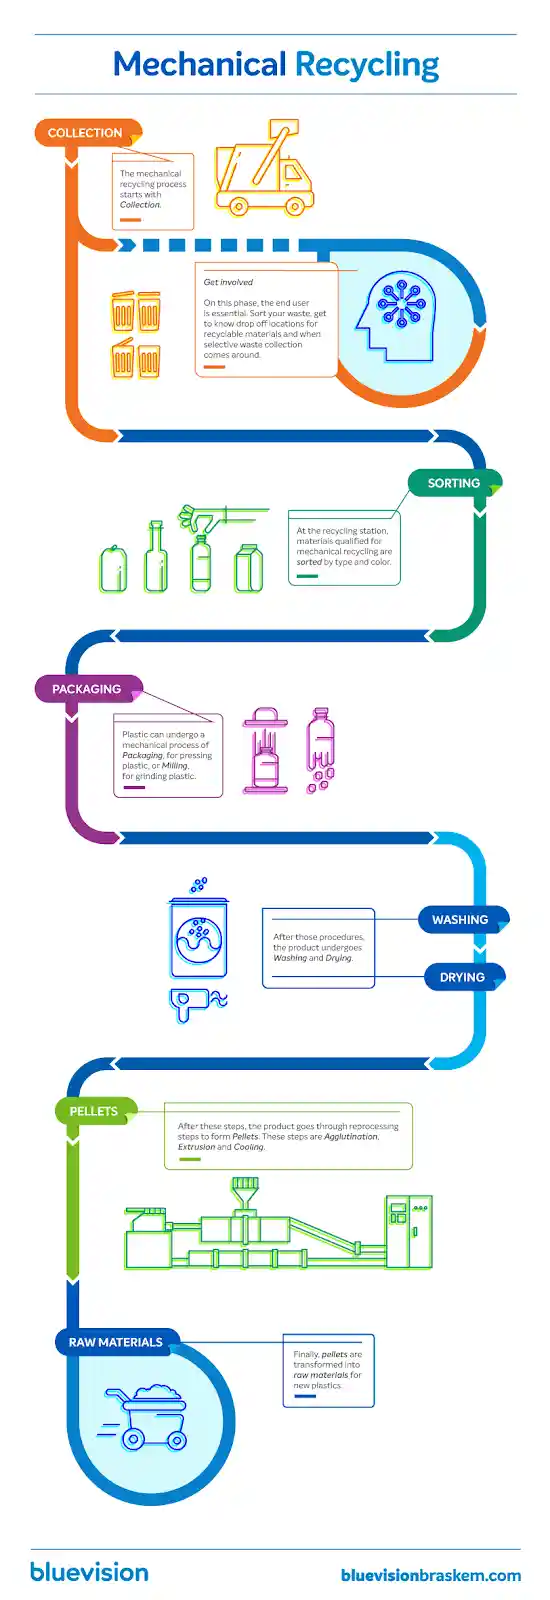 Mechanical Recycling
COLLECTION
The mechanical
recycling process
starts with
Collection.
Get involved
On this phase, the end user
is essential. Sort your waste, get
to know drop off locations for
recyclable materials and when
selective waste collection
comes around.
SORTING
At the recycling station,
materials qualified for
mechanical recycling are
sorted by type and color.
PACKAGING
Plastic can undergo a
mechanical process of
Packaging, for pressing
plastic, or Milling,
for grinding plastic.
WASHING
After those procedures,
the product undergoes
Washing and Drying.
DRYING
PELLETS
After these steps, the product goes through reprocessing
steps to form Pellets. These steps are Agglutination,
Extrusion and Cooling.
RAW MATERIALS
Finally, pellets are
transformed into
raw materials for
new plastics.
bluevision
bluevisionbraskem.com